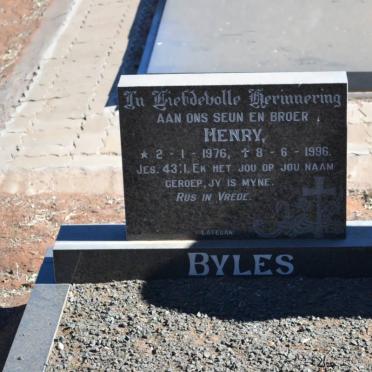 In Liefdevolle Herinnering
AAN ONS SEUN EN BROER
HENRY,
* 2-1-1976, ✝ 8-6-1996.
JES. 43:1. EK HET JOU OP JOU NAAM
GEROEP, JY IS MYNE.
RUS IN VREDE.
BYLES